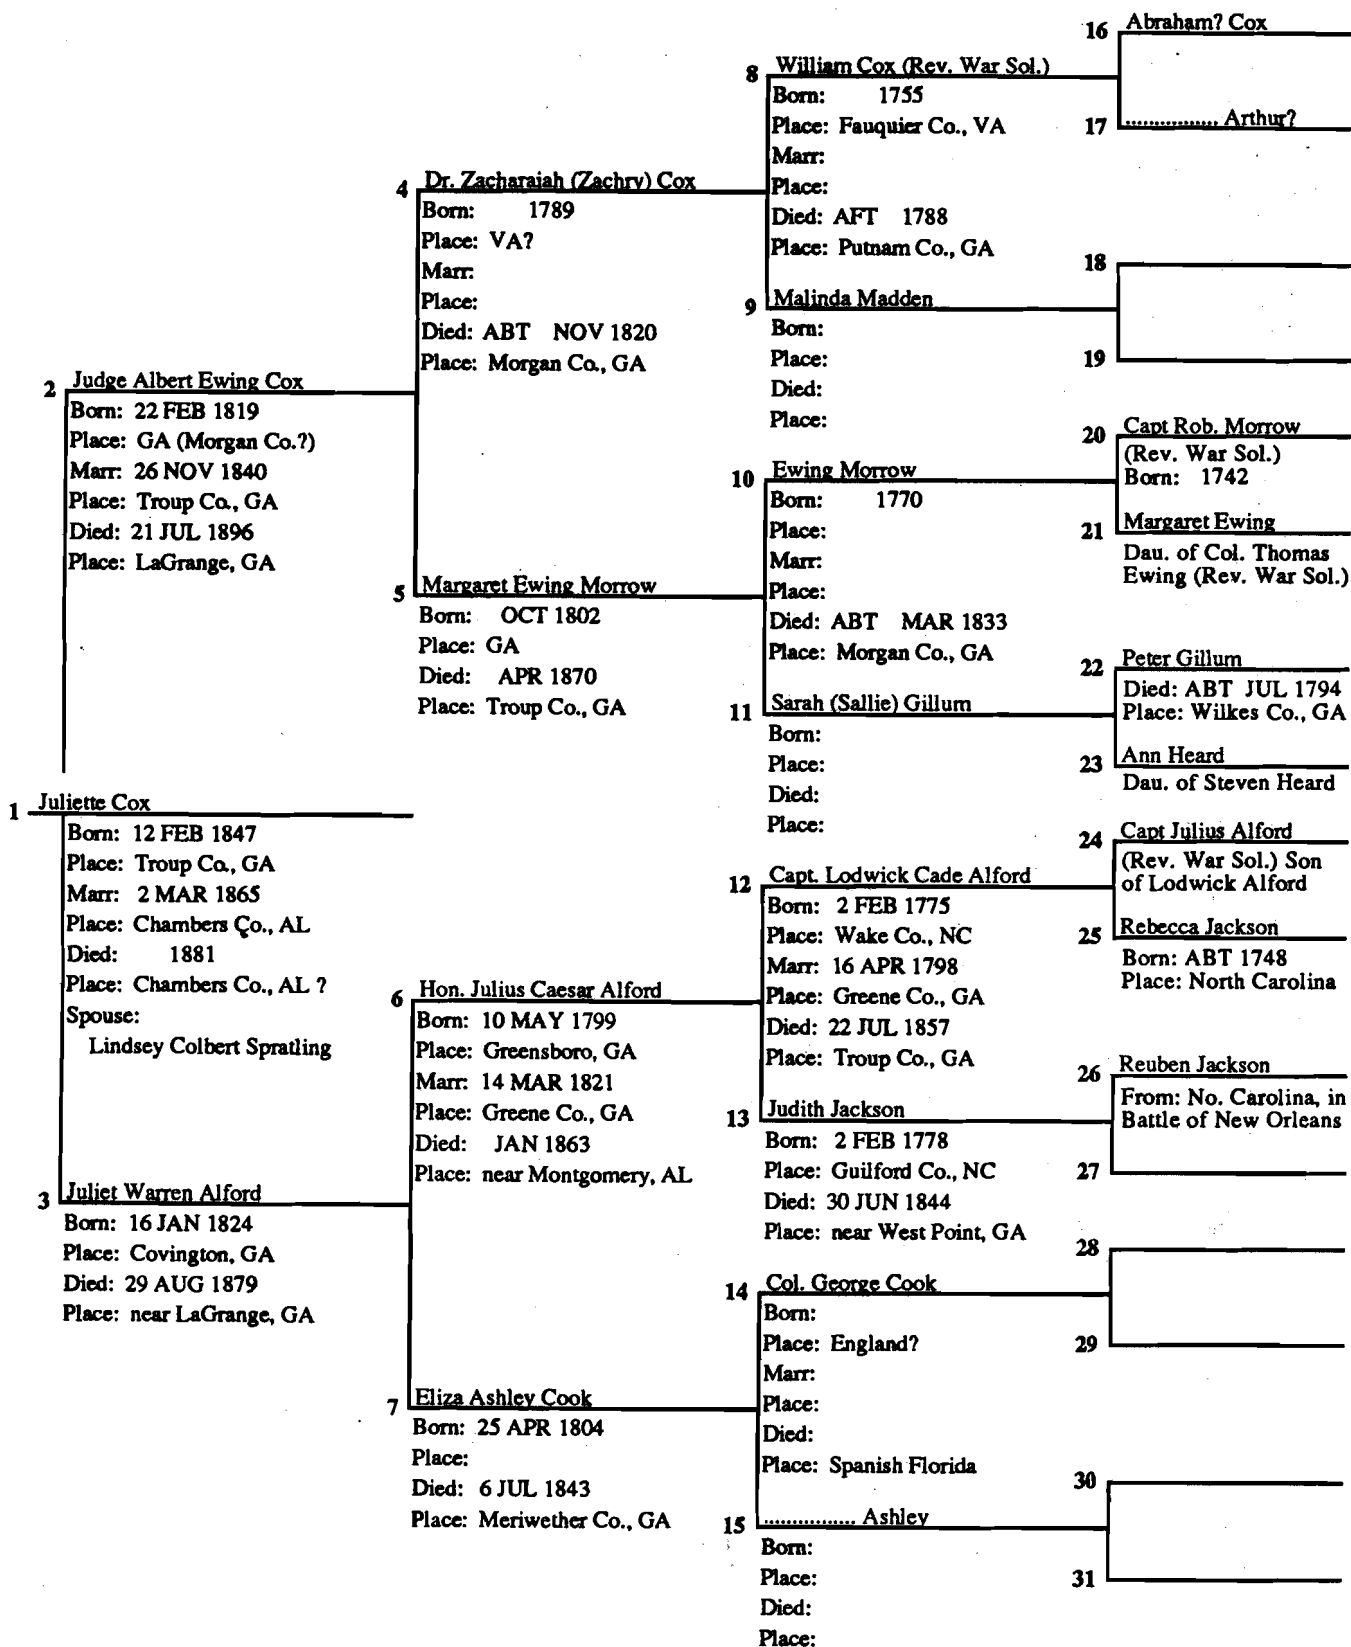 16 Abraham? Cox
8 William Cox (Rev. War Sol.)
Born: 1755
Place: Fauquier Co., VA
Marr:
Place:
Died: AFT 1788
Place: Putnam Co., GA
17 ................. Arthur?
4 Dr. Zacharaiah (Zachry) Cox
Born: 1789
Place: VA?
Marr:
Place:
Died: ABT NOV 1820
Place: Morgan Co., GA
18
9 Malinda Madden
Born:
Place:
Died:
Place:
19
2 Judge Albert Ewing Cox
Born: 22 FEB 1819
Place: GA (Morgan Co.?)
Marr: 26 NOV 1840
Place: Troup Co., GA
Died: 21 JUL 1896
Place: LaGrange, GA
20 Capt Rob. Morrow
(Rev. War Sol.)
Born: 1742
10 Ewing Morrow
Born: 1770
Place:
Marr:
Place:
Died: ABT MAR 1833
Place: Morgan Co., GA
21 Margaret Ewing
Dau. of Col. Thomas
Ewing (Rev. War Sol.)
5 Margaret Ewing Morrow
Born: OCT 1802
Place: GA
Died: APR 1870
Place: Troup Co., GA
22 Peter Gillum
Died: ABT JUL 1794
Place: Wilkes Co., GA
11 Sarah (Sallie) Gillum
Born:
Place:
Died:
Place:
23 Ann Heard
Dau. of Steven Heard
1 Juliette Cox
Born: 12 FEB 1847
Place: Troup Co., GA
Marr: 2 MAR 1865
Place: Chambers Co., AL
Died: 1881
Place: Chambers Co., AL ?
Spouse:
Lindsey Colbert Spratling
24 Capt Julius Alford
(Rev. War Sol.) Son
of Lodwick Alford
12 Capt. Lodwick Cade Alford
Born: 2 FEB 1775
Place: Wake Co., NC
Marr: 16 APR 1798
Place: Greene Co., GA
Died: 22 JUL 1857
Place: Troup Co., GA
25 Rebecca Jackson
Born: ABT 1748
Place: North Carolina
6 Hon. Julius Caesar Alford
Born: 10 MAY 1799
Place: Greensboro, GA
Marr: 14 MAR 1821
Place: Greene Co., GA
Died: JAN 1863
Place: near Montgomery, AL
26 Reuben Jackson
From: No. Carolina, in
Battle of New Orleans
13 Judith Jackson
Born: 2 FEB 1778
Place: Guilford Co., NC
Died: 30 JUN 1844
Place: near West Point, GA
27
3 Juliet Warren Alford
Born: 16 JAN 1824
Place: Covington, GA
Died: 29 AUG 1879
Place: near LaGrange, GA
28
14 Col. George Cook
Born:
Place: England?
Marr:
Place:
Died:
Place: Spanish Florida
29
7 Eliza Ashley Cook
Born: 25 APR 1804
Place:
Died: 6 JUL 1843
Place: Meriwether Co., GA
30
15 ................. Ashley
Born:
Place:
Died:
Place:
31